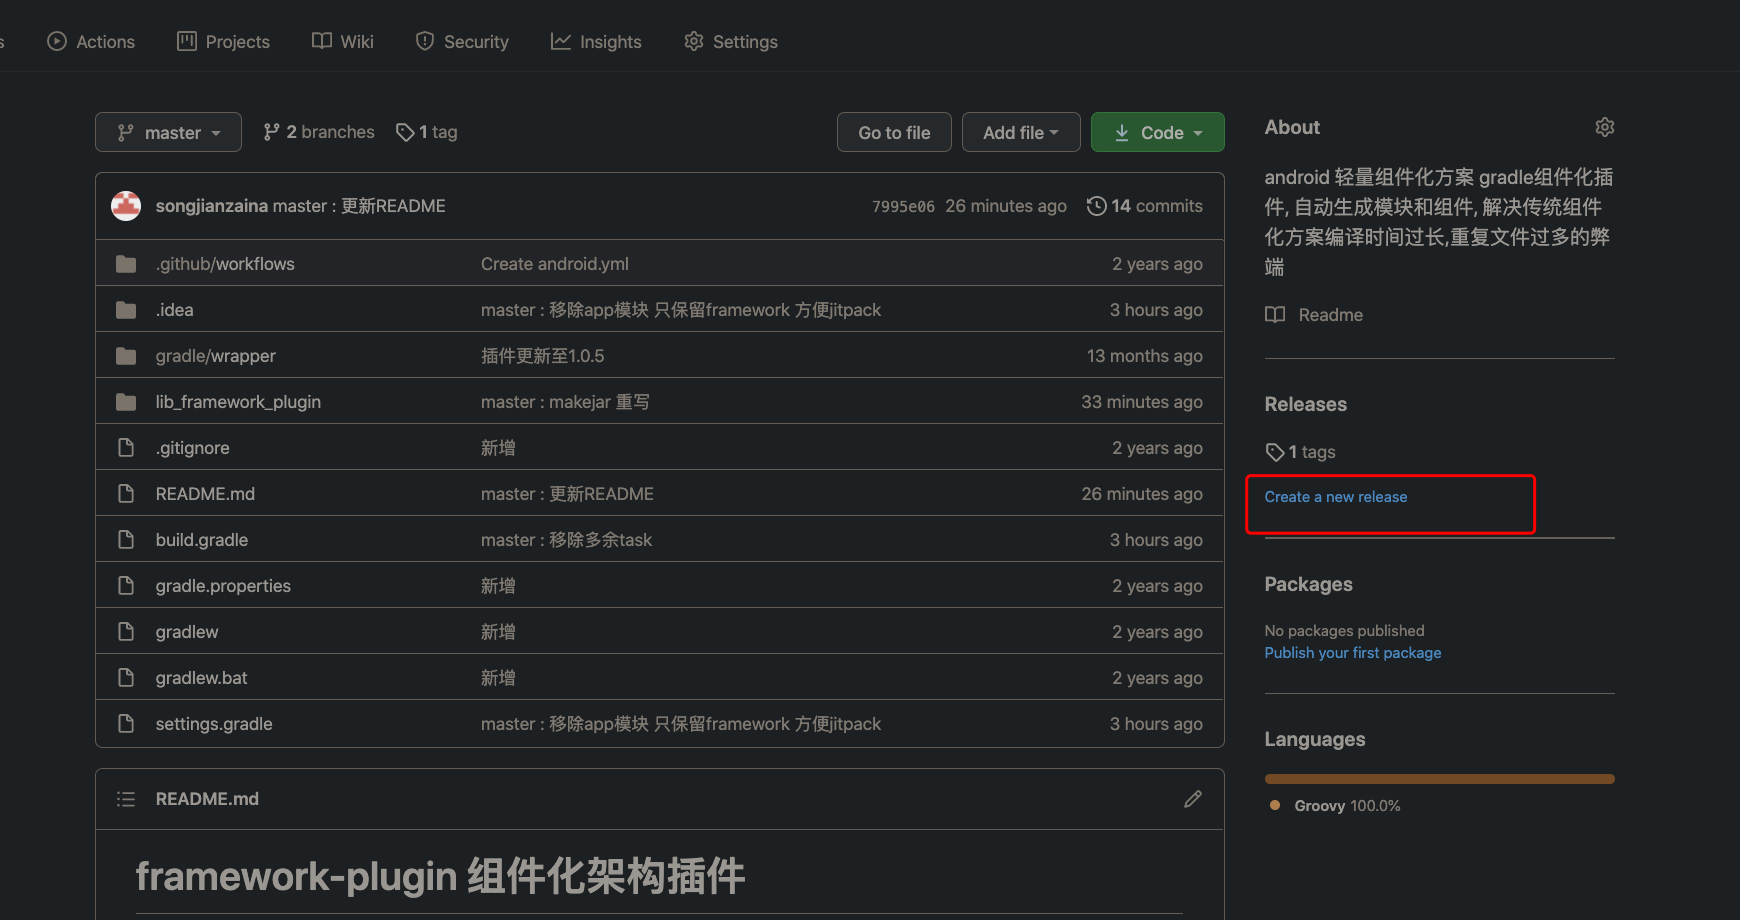 s Actions Projects Wiki Security Insights Settings
master 2 branches 1 tag Go to file Add file Code
songjianzaina master : 更新README 7995e06 26 minutes ago 14 commits
.github/workflows Create android.yml 2 years ago
.idea master : 移除app模块 只保留framework 方便jitpack 3 hours ago
gradle/wrapper 插件更新至1.0.5 13 months ago
lib_framework_plugin master : makejar 重写 33 minutes ago
.gitignore 新增 2 years ago
README.md master : 更新README 26 minutes ago
build.gradle master : 移除多余task 3 hours ago
gradle.properties 新增 2 years ago
gradlew 新增 2 years ago
gradlew.bat 新增 2 years ago
settings.gradle master : 移除app模块 只保留framework 方便jitpack 3 hours ago
README.md
framework-plugin 组件化架构插件
About
android 轻量组件化方案 gradle组件化插
件, 自动生成模块和组件, 解决传统组件
化方案编译时间过长,重复文件过多的弊
端
Readme
Releases
1 tags
Create a new release
Packages
No packages published
Publish your first package
Languages
Groovy 100.0%